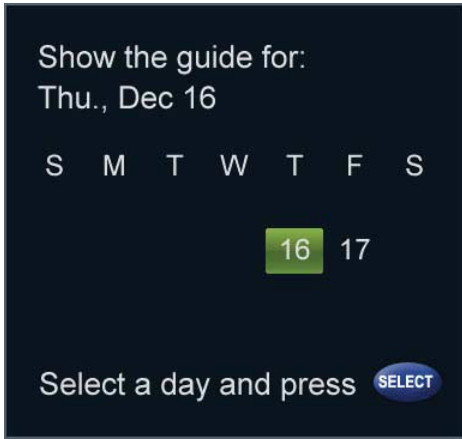 Show the guide for:
Thu., Dec 16
S M T W T F S
16 17
Select a day and press SELECT